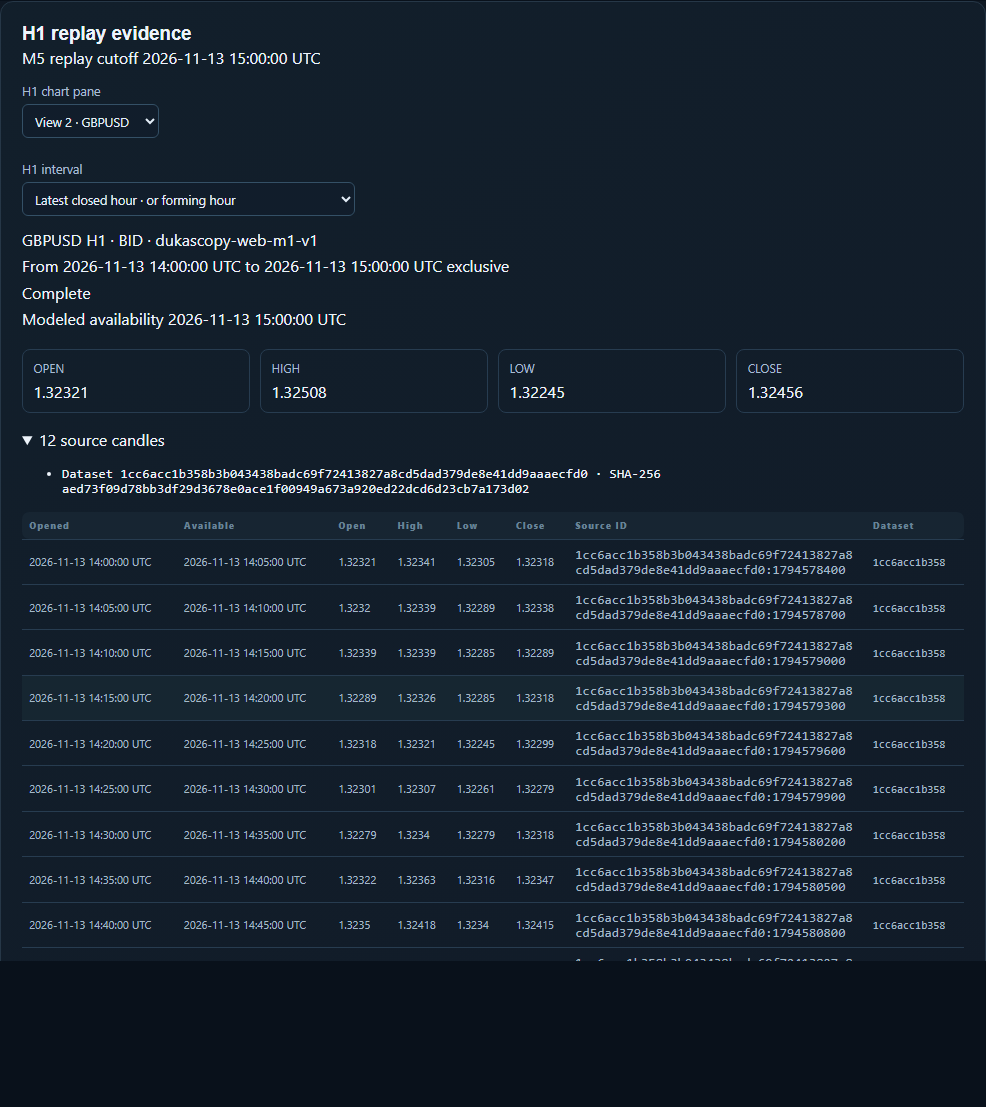 H1 replay evidence
M5 replay cutoff 2026-11-13 15:00:00 UTC
H1 chart pane
View 2 · GBPUSD
H1 interval
Latest closed hour · or forming hour
GBPUSD H1 · BID · dukascopy-web-m1-v1
From 2026-11-13 14:00:00 UTC to 2026-11-13 15:00:00 UTC exclusive
Complete
Modeled availability 2026-11-13 15:00:00 UTC
OPEN HIGH LOW CLOSE
1.32321 1.32508 1.32245 1.32456
▼ 12 source candles
• Dataset 1cc6acc1b358b3b043438badc69f72413827a8cd5dad379de8e41dd9aaaecfd0 · SHA-256
aed73f09d78bb3df29d3678e0ace1f00949a673a920ed22dcd6d23cb7a173d02
Opened Available Open High Low Close Source ID Dataset
2026-11-13 14:00:00 UTC 2026-11-13 14:05:00 UTC 1.32321 1.32341 1.32305 1.32318 1cc6acc1b358b3b043438badc69f72413827a8 1cc6acc1b358
cd5dad379de8e41dd9aaaecfd0:1794578400
2026-11-13 14:05:00 UTC 2026-11-13 14:10:00 UTC 1.3232 1.32339 1.32289 1.32338 1cc6acc1b358b3b043438badc69f72413827a8 1cc6acc1b358
cd5dad379de8e41dd9aaaecfd0:1794578700
2026-11-13 14:10:00 UTC 2026-11-13 14:15:00 UTC 1.32339 1.32339 1.32285 1.32289 1cc6acc1b358b3b043438badc69f72413827a8 1cc6acc1b358
cd5dad379de8e41dd9aaaecfd0:1794579000
2026-11-13 14:15:00 UTC 2026-11-13 14:20:00 UTC 1.32289 1.32326 1.32285 1.32318 1cc6acc1b358b3b043438badc69f72413827a8 1cc6acc1b358
cd5dad379de8e41dd9aaaecfd0:1794579300
2026-11-13 14:20:00 UTC 2026-11-13 14:25:00 UTC 1.32318 1.32321 1.32245 1.32299 1cc6acc1b358b3b043438badc69f72413827a8 1cc6acc1b358
cd5dad379de8e41dd9aaaecfd0:1794579600
2026-11-13 14:25:00 UTC 2026-11-13 14:30:00 UTC 1.32301 1.32307 1.32261 1.32279 1cc6acc1b358b3b043438badc69f72413827a8 1cc6acc1b358
cd5dad379de8e41dd9aaaecfd0:1794579900
2026-11-13 14:30:00 UTC 2026-11-13 14:35:00 UTC 1.32279 1.3234 1.32279 1.32318 1cc6acc1b358b3b043438badc69f72413827a8 1cc6acc1b358
cd5dad379de8e41dd9aaaecfd0:1794580200
2026-11-13 14:35:00 UTC 2026-11-13 14:40:00 UTC 1.32322 1.32363 1.32316 1.32347 1cc6acc1b358b3b043438badc69f72413827a8 1cc6acc1b358
cd5dad379de8e41dd9aaaecfd0:1794580500
2026-11-13 14:40:00 UTC 2026-11-13 14:45:00 UTC 1.3235 1.32418 1.3234 1.32415 1cc6acc1b358b3b043438badc69f72413827a8 1cc6acc1b358
cd5dad379de8e41dd9aaaecfd0:1794580800